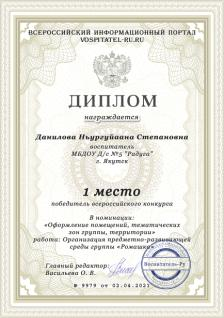 ВСЕРОССИЙСКИЙ ИНФОРМАЦИОННЫЙ ПОРТАЛ
VOSPITATEL-RU.RU
ДИПЛОМ
награждается
Данилова Ньургуйаана Степановна
воспитатель
МБДОУ Д/с №5 "Радуга"
г. Якутск
1 место
победитель всероссийского конкурса
В номинации:
«Оформление помещений, тематических
зон группы, территории»
работа: Организация предметно-развивающей
среды группы «Ромашка»
Главный редактор:
Васильева О. В.
Воспитатель-Ру
№ 9979 от 02.04.2021